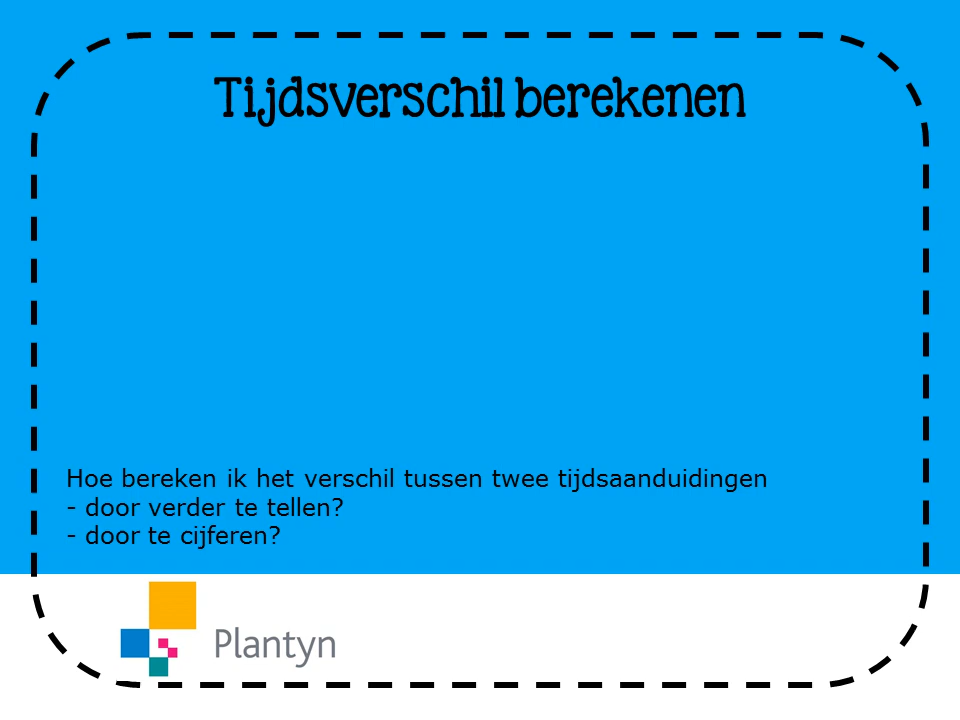 Tijdsverschil berekenen
Hoe bereken ik het verschil tussen twee tijdsaanduidingen
- door verder te tellen?
- door te cijferen?
Plantyn